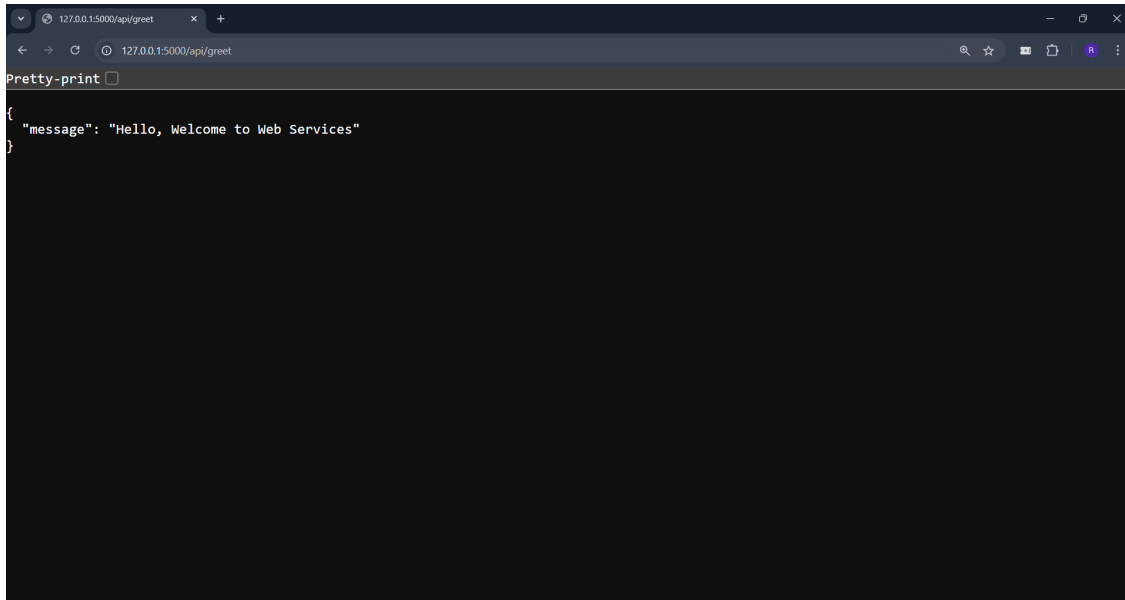 127.0.0.1:5000/api/greet
127.0.0.1:5000/api/greet
R
Pretty-print
{
"message": "Hello, Welcome to Web Services"
}